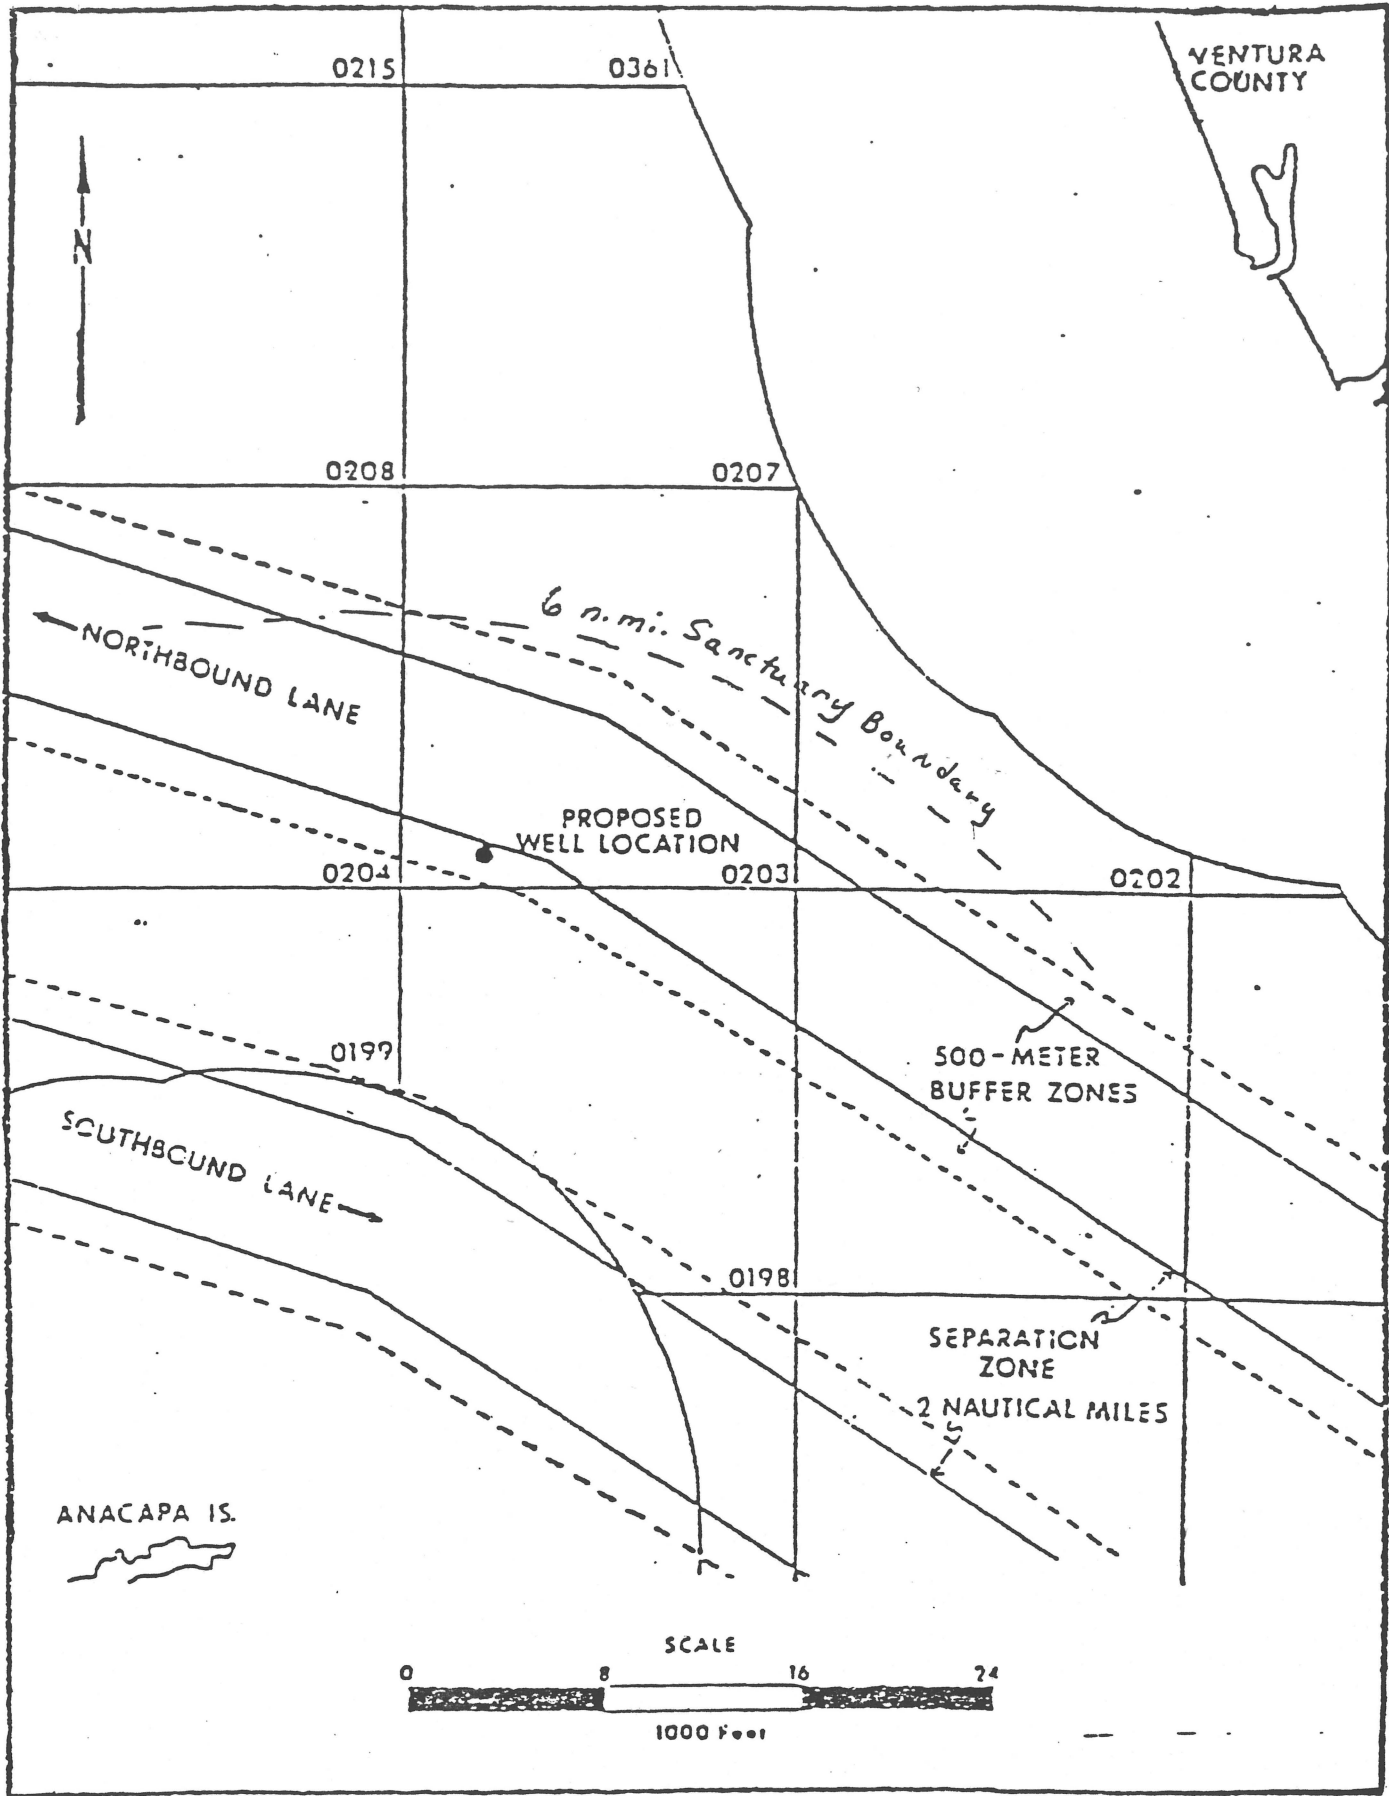 VENTURA
COUNTY
0215
0361
N
0208
0207
6 n.mi. Sanctuary Boundary
NORTHBOUND LANE
PROPOSED
WELL LOCATION
0204
0203
0202
0199
500-METER
BUFFER ZONES
SOUTHBOUND LANE
0198
SEPARATION
ZONE
2 NAUTICAL MILES
ANACAPA IS.
SCALE
0 8 16 24
1000 Feet